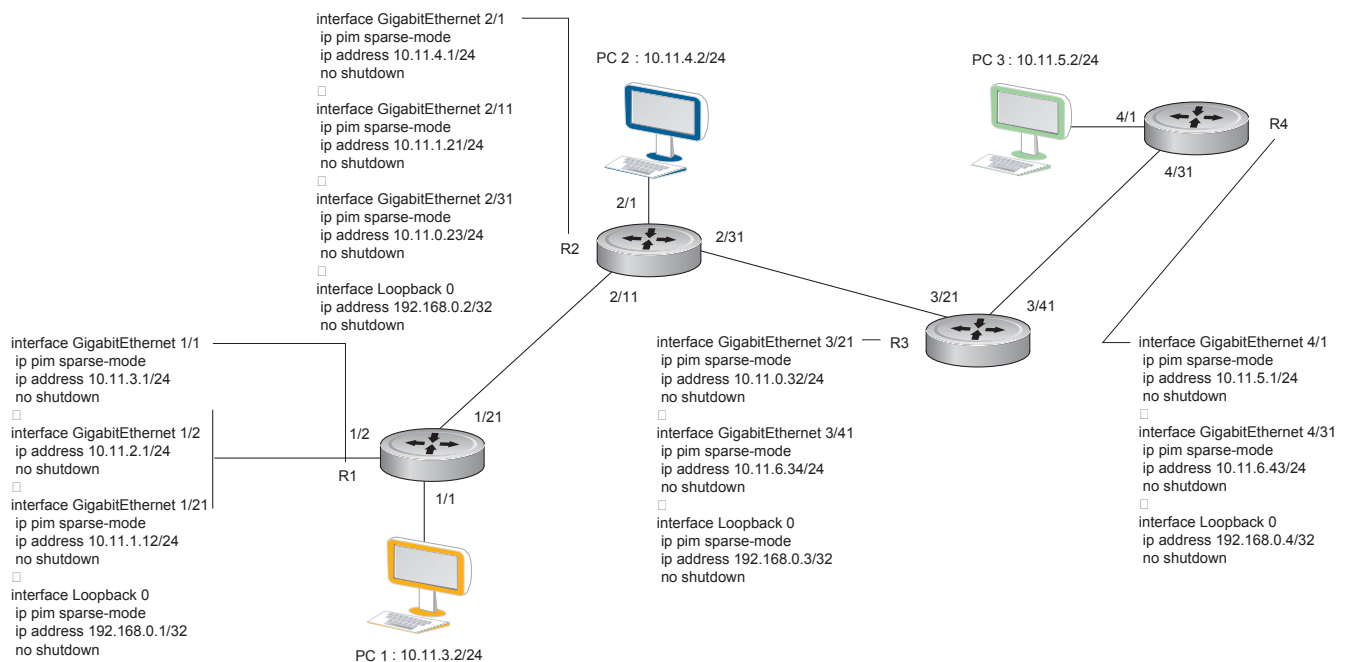 interface GigabitEthernet 2/1
ip pim sparse-mode
ip address 10.11.4.1/24
no shutdown
interface GigabitEthernet 2/11
ip pim sparse-mode
ip address 10.11.1.21/24
no shutdown
interface GigabitEthernet 2/31
ip pim sparse-mode
ip address 10.11.0.23/24
no shutdown
interface Loopback 0
ip address 192.168.0.2/32
no shutdown
PC 2 : 10.11.4.2/24
PC 3 : 10.11.5.2/24
4/1
R4
4/31
2/1
R2
2/31
2/11
3/21
3/41
interface GigabitEthernet 1/1
ip pim sparse-mode
ip address 10.11.3.1/24
no shutdown
interface GigabitEthernet 1/2
ip address 10.11.2.1/24
no shutdown
interface GigabitEthernet 1/21
ip pim sparse-mode
ip address 10.11.1.12/24
no shutdown
interface Loopback 0
ip pim sparse-mode
ip address 192.168.0.1/32
no shutdown
1/2
1/21
R1
1/1
PC 1 : 10.11.3.2/24
interface GigabitEthernet 3/21
ip pim sparse-mode
ip address 10.11.0.32/24
no shutdown
interface GigabitEthernet 3/41
ip pim sparse-mode
ip address 10.11.6.34/24
no shutdown
interface Loopback 0
ip pim sparse-mode
ip address 192.168.0.3/32
no shutdown
R3
interface GigabitEthernet 4/1
ip pim sparse-mode
ip address 10.11.5.1/24
no shutdown
interface GigabitEthernet 4/31
ip pim sparse-mode
ip address 10.11.6.43/24
no shutdown
interface Loopback 0
ip address 192.168.0.4/32
no shutdown